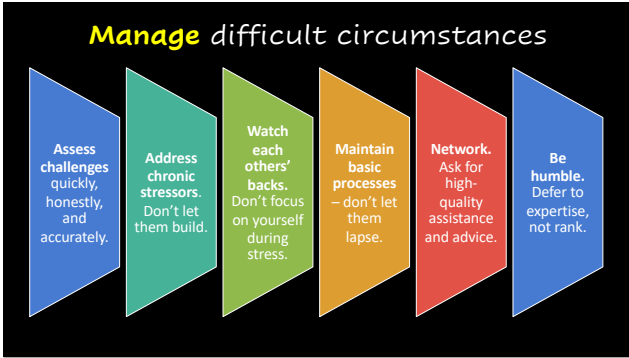 Manage difficult circumstances
Assess
challenges
quickly,
honestly,
and
accurately.
Address
chronic
stressors.
Don't let
them build.
Watch
each
others'
backs.
Don't focus
on yourself
during
stress.
Maintain
basic
processes
– don't let
them
lapse.
Network.
Ask for
high-
quality
assistance
and advice.
Be
humble.
Defer to
expertise,
not rank.